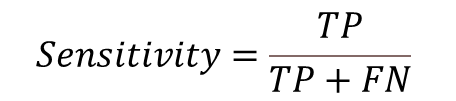 Sensitivity = TP / TP + FN